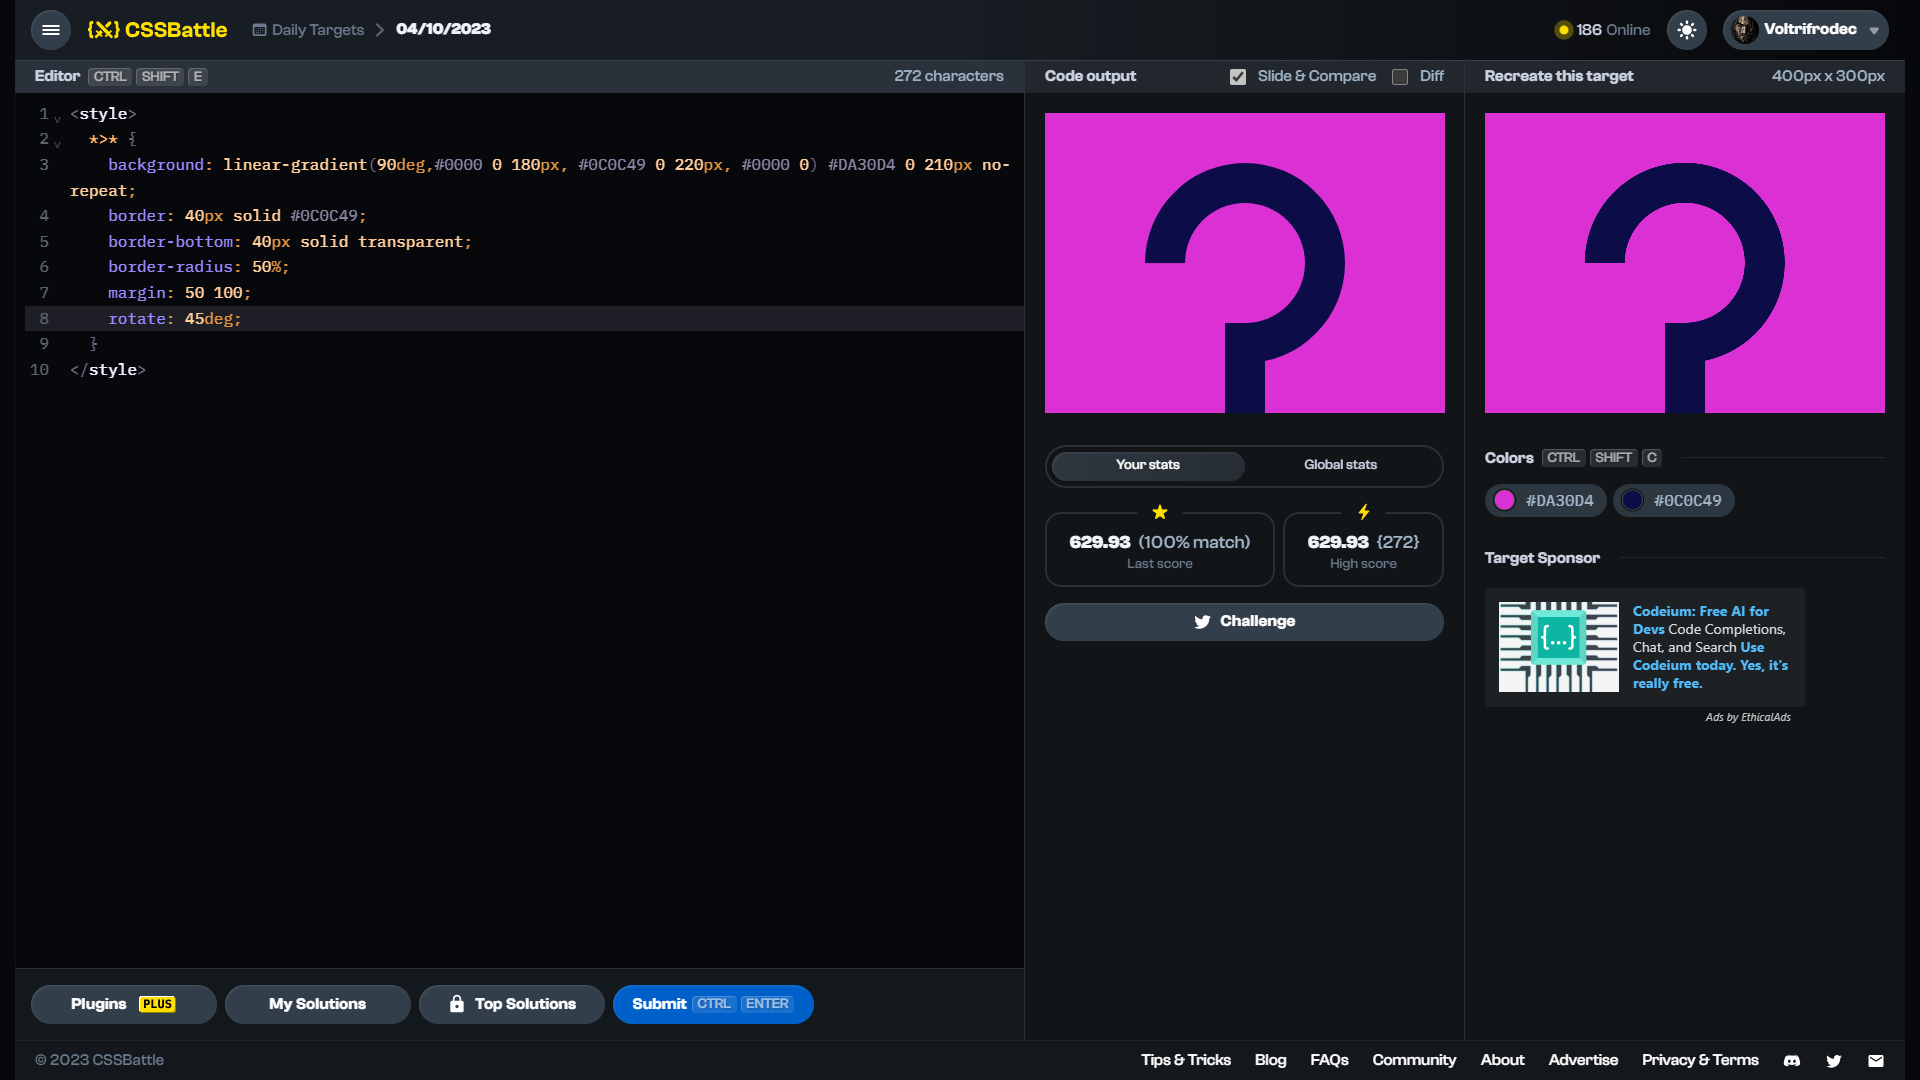 CSSBattle
Daily Targets
04/10/2023
186 Online
Voltrifrodec
Editor CTRL SHIFT E
272 characters
1 <style>
2 *>* {
3 background: linear-gradient(90deg,#0000 0 180px, #0C0C49 0 220px, #0000 0) #DA30D4 0 210px no-
repeat;
4 border: 40px solid #0C0C49;
5 border-bottom: 40px solid transparent;
6 border-radius: 50%;
7 margin: 50 100;
8 rotate: 45deg;
9 }
10 </style>
Plugins PLUS
My Solutions
Top Solutions
Submit CTRL ENTER
Code output
Slide & Compare
Diff
Your stats
Global stats
629.93 (100% match)
Last score
629.93 {272}
High score
Challenge
Recreate this target
400px x 300px
Colors CTRL SHIFT C
#DA30D4
#0C0C49
Target Sponsor
{...}
Codeium: Free AI for
Devs Code Completions,
Chat, and Search Use
Codeium today. Yes, it's
really free.
Ads by EthicalAds
© 2023 CSSBattle
Tips & Tricks
Blog
FAQs
Community
About
Advertise
Privacy & Terms